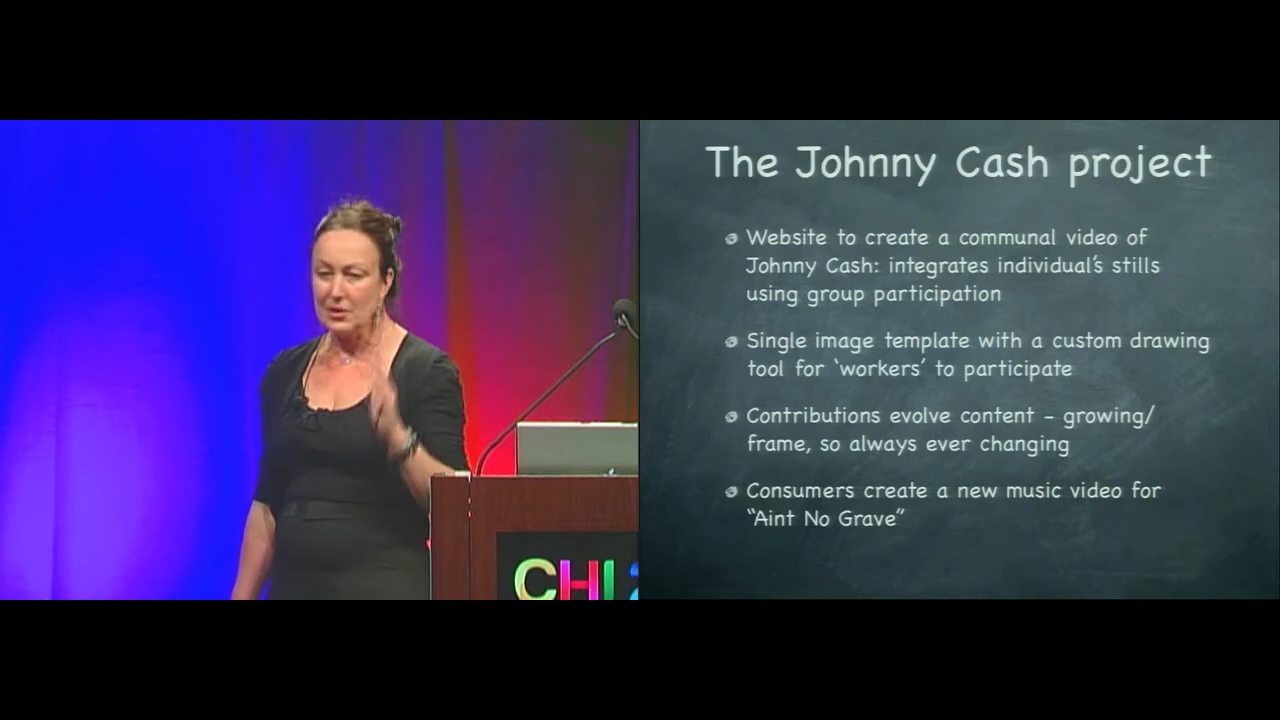 The Johnny Cash project
Website to create a communal video of
Johnny Cash: integrates individual's stills
using group participation
Single image template with a custom drawing
tool for 'workers' to participate
Contributions evolve content - growing/
frame, so always ever changing
Consumers create a new music video for
"Aint No Grave"
CHI